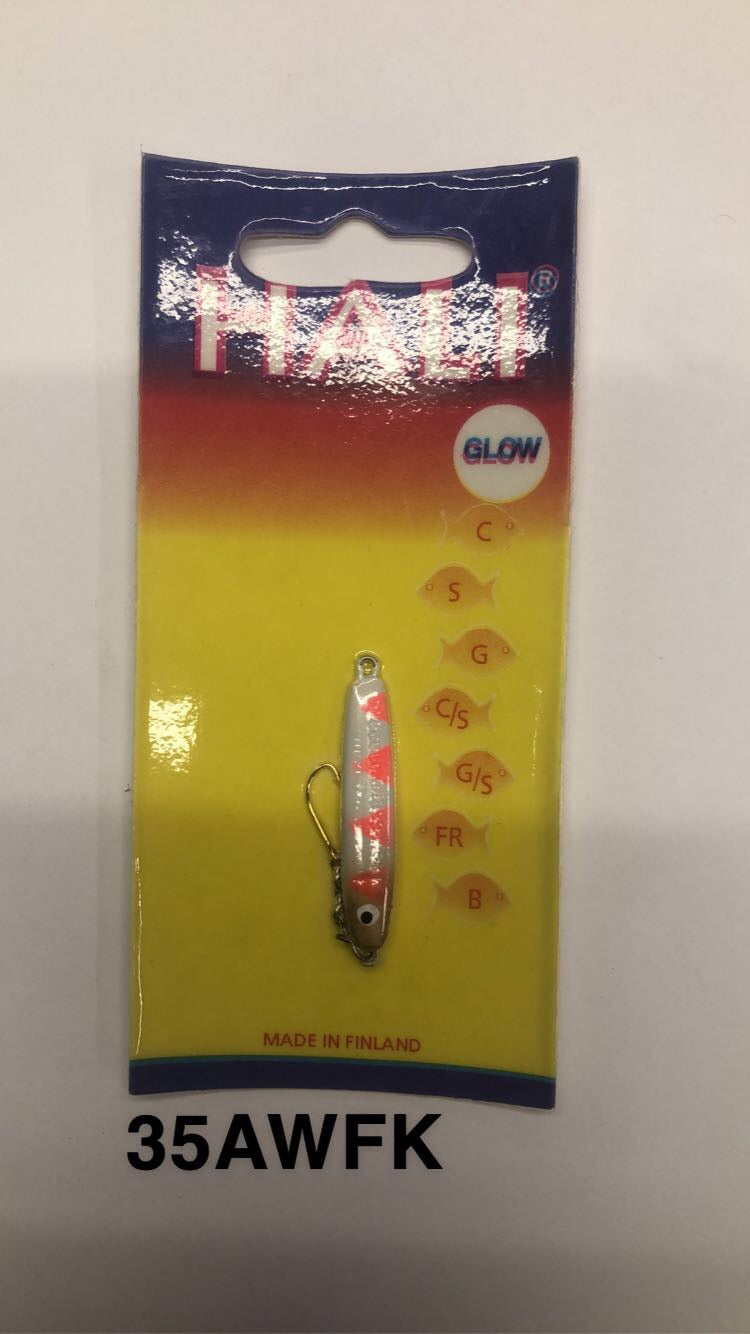 HALI®
GLOW
C
S
G
C/S
G/S
FR
B
MADE IN FINLAND
35AWFK